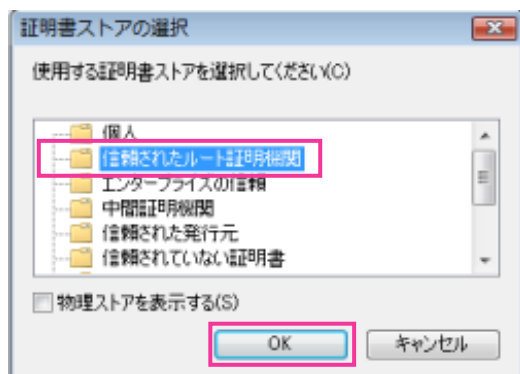 証明書ストアの選択
使用する証明書ストアを選択してください(C)
個人
信頼されたルート証明機関
エンタープライズの信頼
中間証明機関
信頼された発行元
信頼されていない証明書
物理ストアを表示する(S)
OK キャンセル